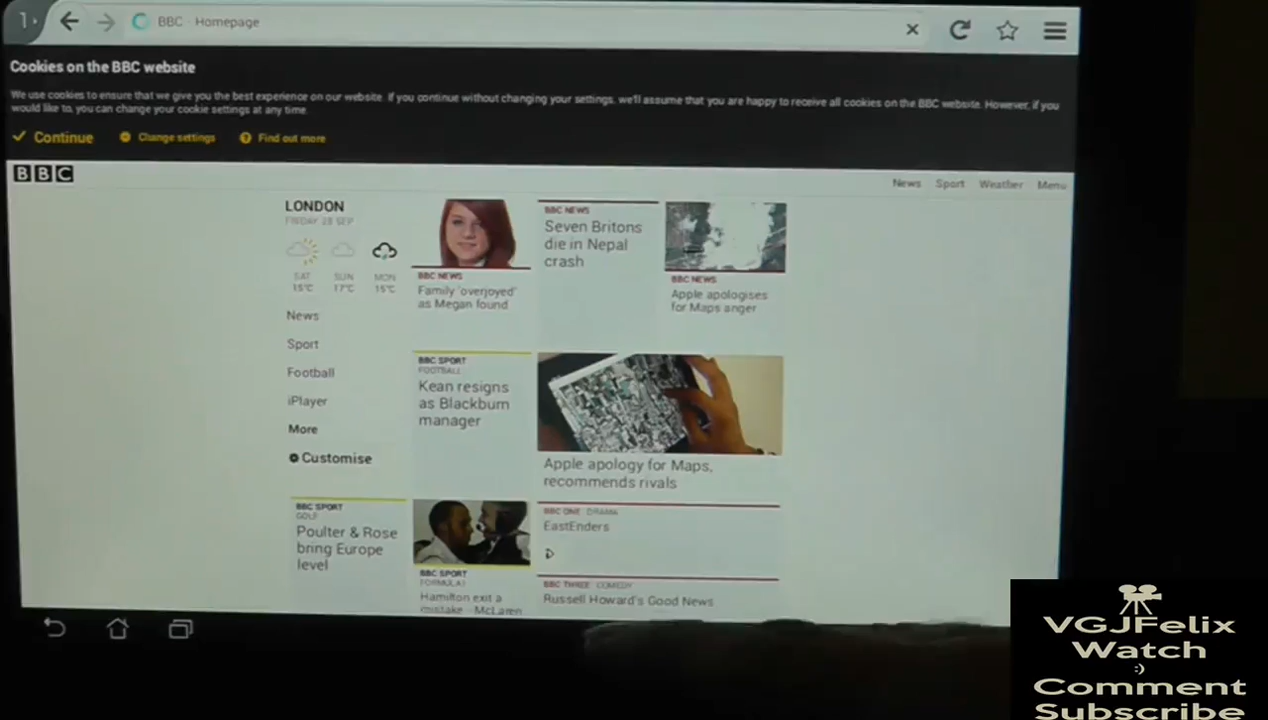 1
BBC - Homepage
Cookies on the BBC website
We use cookies to ensure that we give you the best experience on our website. If you continue without changing your settings, we'll assume that you are happy to receive all cookies on the BBC website. However, if you
would like to, you can change your cookie settings at any time.
Continue
Change settings
Find out more
BBC
News
Sport
Weather
Menu
LONDON
FRIDAY 28 SEP
SAT
15°C
SUN
17°C
MON
15°C
News
Sport
Football
iPlayer
More
Customise
BBC NEWS
Family 'overjoyed'
as Megan found
BBC NEWS
Seven Britons
die in Nepal
crash
BBC NEWS
Apple apologises
for Maps anger
BBC SPORT
FOOTBALL
Kean resigns
as Blackburn
manager
Apple apology for Maps,
recommends rivals
BBC SPORT
GOLF
Poulter & Rose
bring Europe
level
BBC SPORT
FORMULA1
Hamilton exit a
mistake - McLaren
BBC ONE DRAMA
EastEnders
BBC THREE COMEDY
Russell Howard's Good News
VGJFelix
Watch
:)
Comment
Subscribe